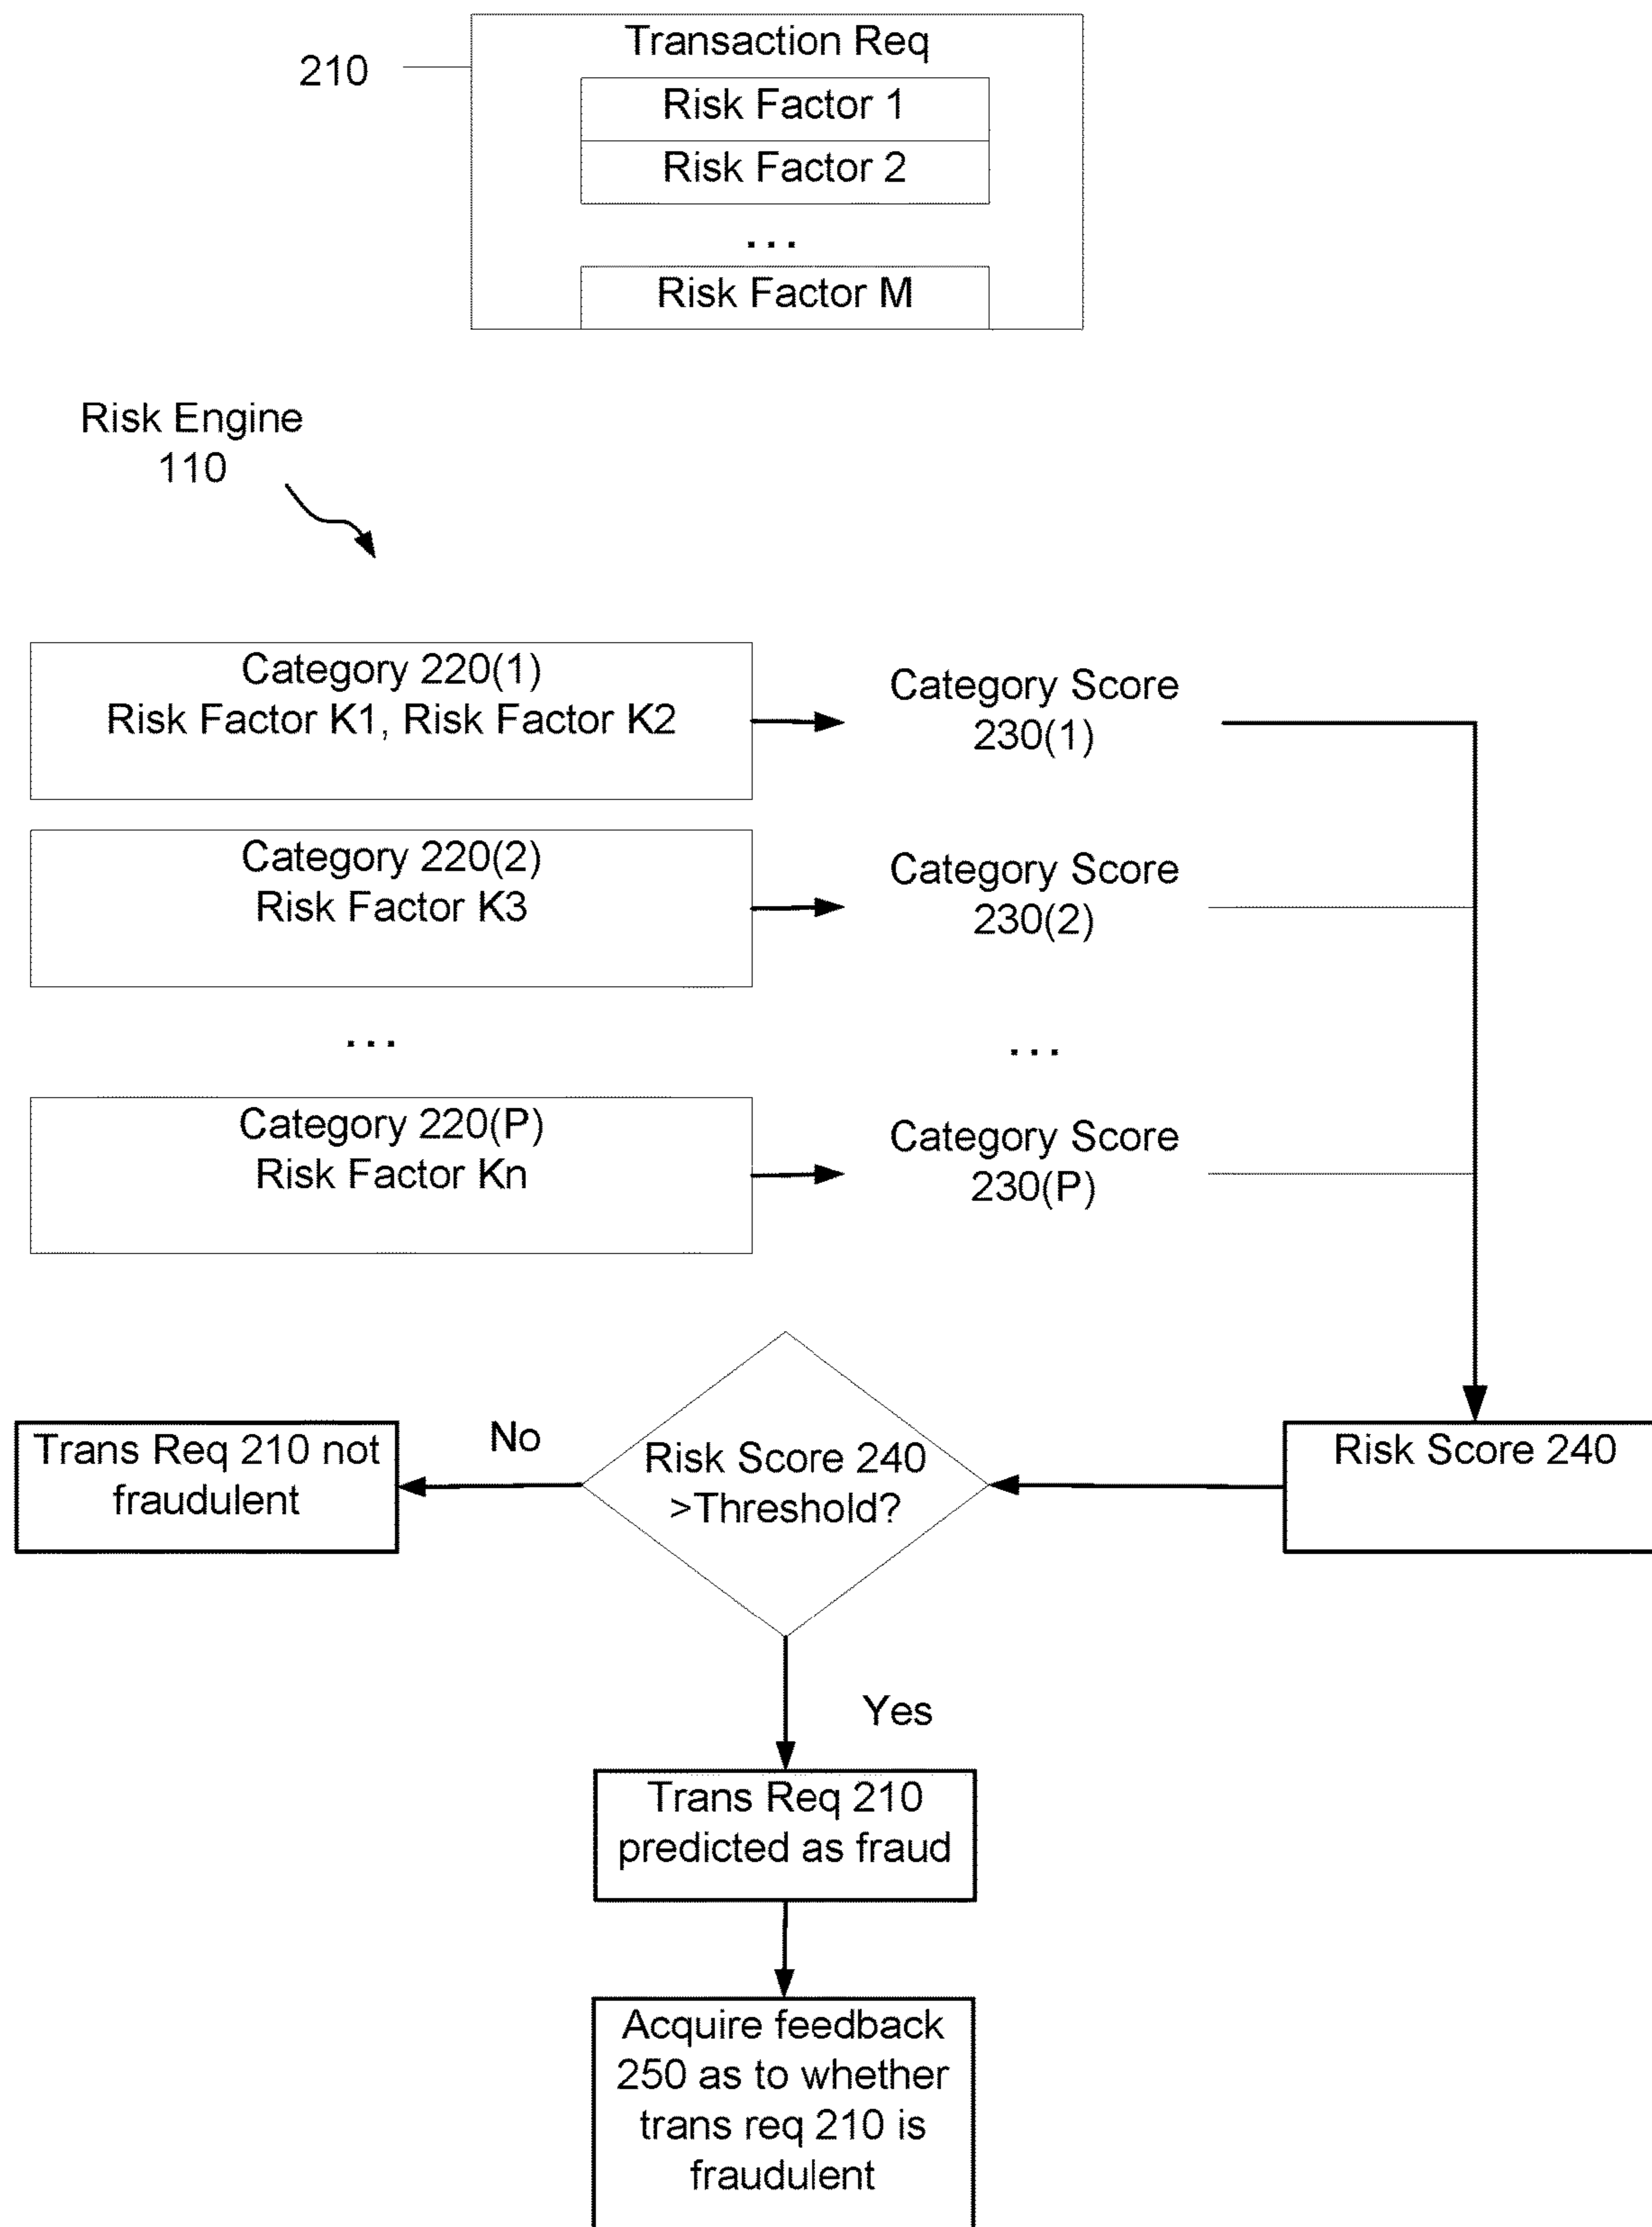 Transaction Req
210
Risk Factor 1
Risk Factor 2
...
Risk Factor M
Risk Engine
110
Category 220(1)
Risk Factor K1, Risk Factor K2
Category Score
230(1)
Category 220(2)
Risk Factor K3
Category Score
230(2)
...
...
Category 220(P)
Risk Factor Kn
Category Score
230(P)
Trans Req 210 not
fraudulent
No
Risk Score 240
>Threshold?
Risk Score 240
Yes
Trans Req 210
predicted as fraud
Acquire feedback
250 as to whether
trans req 210 is
fraudulent